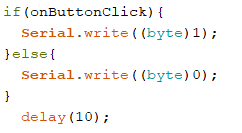 if(onButtonClick){
  Serial.write((byte)1);
}else{
  Serial.write((byte)0);
}
  delay(10);